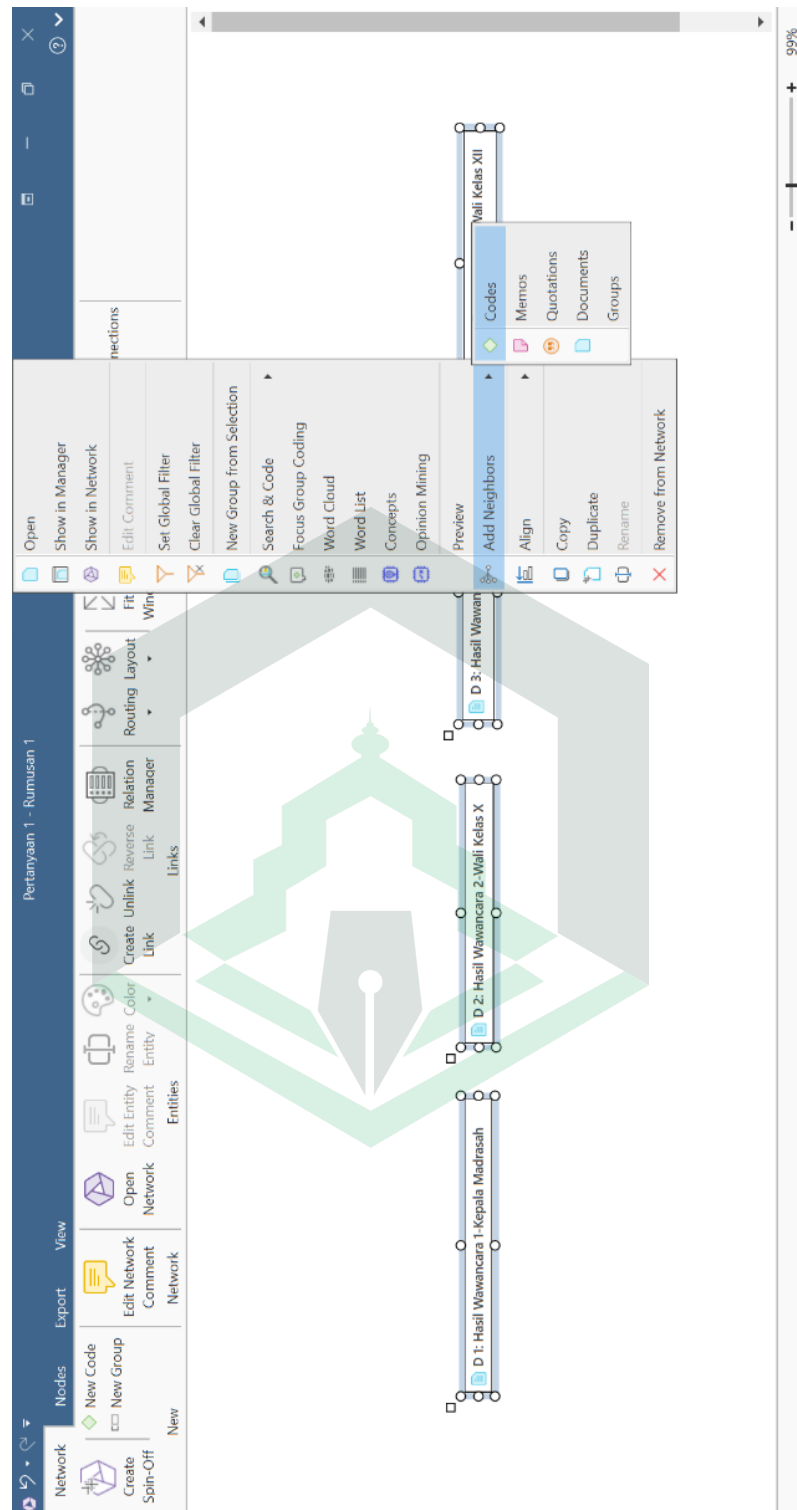 Pertanyaan 1 - Rumusan 1
Network
Nodes
Export
View
Create
Spin-Off
New Code
New Group
New
Edit Network
Comment
Network
Open
Network
Edit Entity
Comment
Rename
Entity
Color
Entities
Create
Link
Unlink
Reverse
Link
Links
Relation
Manager
Routing
Layout
Fit
Open
Show in Manager
Show in Network
Edit Comment
Set Global Filter
Clear Global Filter
New Group from Selection
Search & Code
Focus Group Coding
Word Cloud
Word List
Concepts
Opinion Mining
Preview
Add Neighbors
Align
Copy
Duplicate
Rename
Remove from Network
Codes
Memos
Quotations
Documents
Groups
D 1: Hasil Wawancara 1-Kepala Madrasah
D 2: Hasil Wawancara 2-Wali Kelas X
D 3: Hasil Wawan
Wali Kelas XII
99%